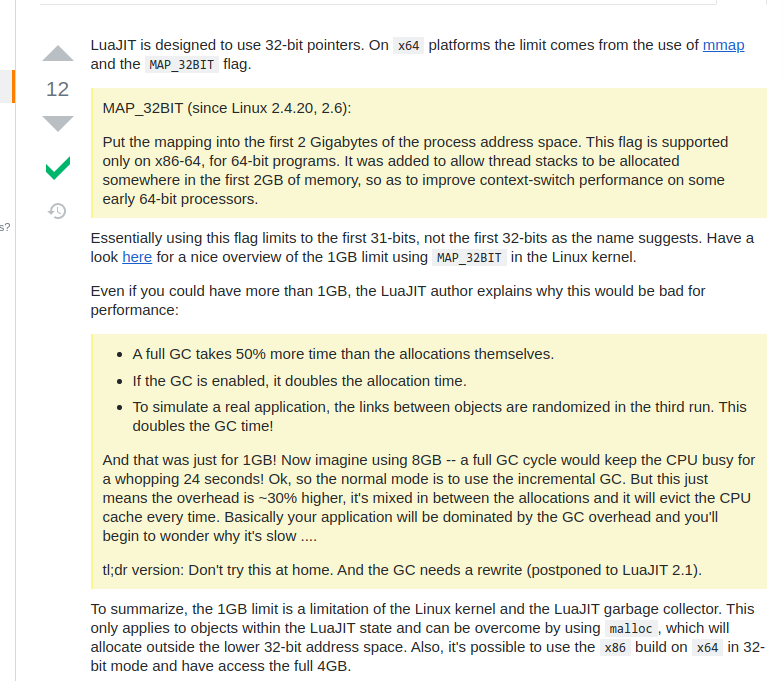 LuaJIT is designed to use 32-bit pointers. On x64 platforms the limit comes from the use of mmap
and the MAP_32BIT flag.
12
MAP_32BIT (since Linux 2.4.20, 2.6):
Put the mapping into the first 2 Gigabytes of the process address space. This flag is supported
only on x86-64, for 64-bit programs. It was added to allow thread stacks to be allocated
somewhere in the first 2GB of memory, so as to improve context-switch performance on some
early 64-bit processors.
s?
Essentially using this flag limits to the first 31-bits, not the first 32-bits as the name suggests. Have a
look here for a nice overview of the 1GB limit using MAP_32BIT in the Linux kernel.
Even if you could have more than 1GB, the LuaJIT author explains why this would be bad for
performance:
• A full GC takes 50% more time than the allocations themselves.
• If the GC is enabled, it doubles the allocation time.
• To simulate a real application, the links between objects are randomized in the third run. This
doubles the GC time!
And that was just for 1GB! Now imagine using 8GB -- a full GC cycle would keep the CPU busy for
a whopping 24 seconds! Ok, so the normal mode is to use the incremental GC. But this just
means the overhead is ~30% higher, it's mixed in between the allocations and it will evict the CPU
cache every time. Basically your application will be dominated by the GC overhead and you'll
begin to wonder why it's slow ....
tl;dr version: Don't try this at home. And the GC needs a rewrite (postponed to LuaJIT 2.1).
To summarize, the 1GB limit is a limitation of the Linux kernel and the LuaJIT garbage collector. This
only applies to objects within the LuaJIT state and can be overcome by using malloc, which will
allocate outside the lower 32-bit address space. Also, it's possible to use the x86 build on x64 in 32-
bit mode and have access the full 4GB.